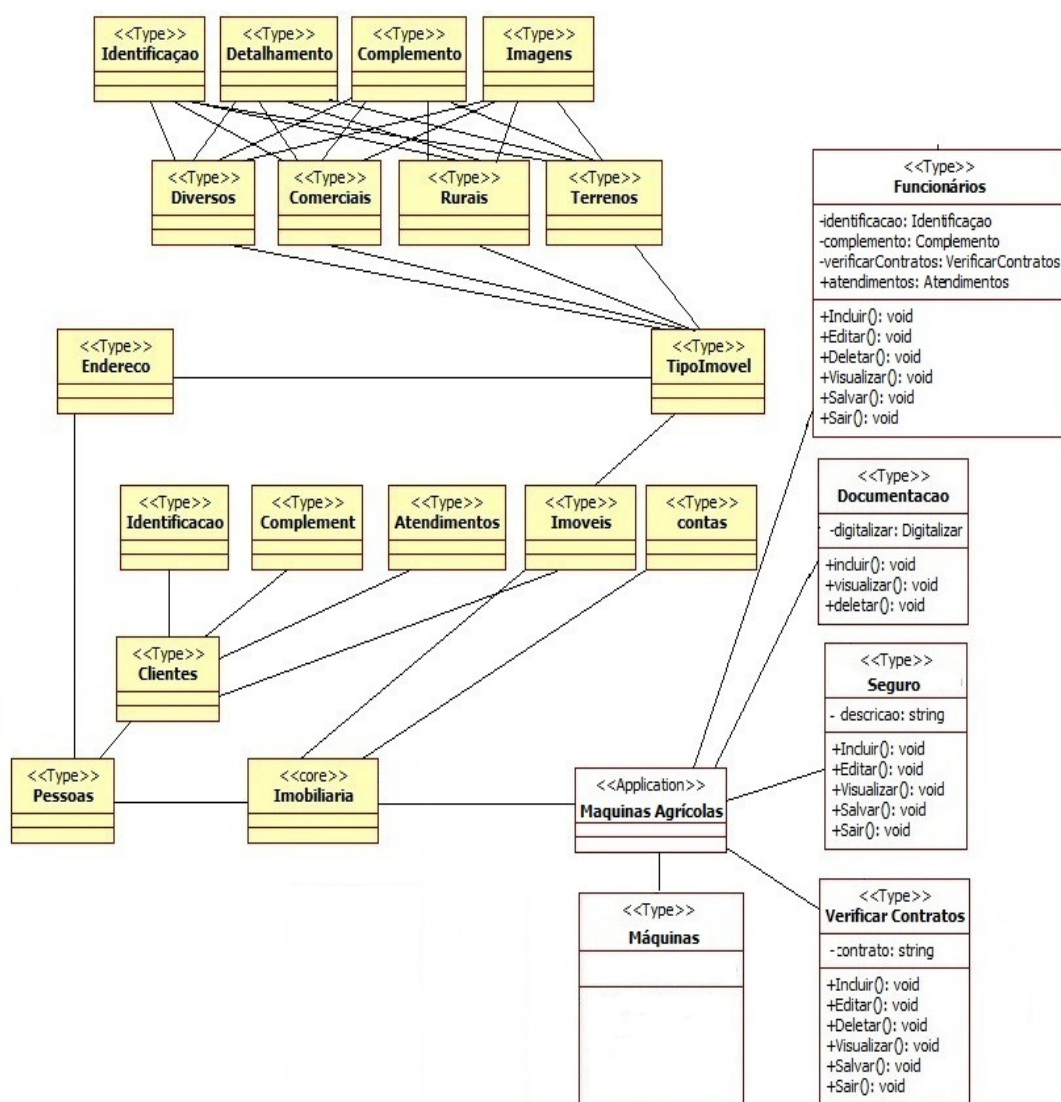 <<Type>>
Identificaçao
<<Type>>
Detalhamento
<<Type>>
Complemento
<<Type>>
Imagens
<<Type>>
Diversos
<<Type>>
Comerciais
<<Type>>
Rurais
<<Type>>
Terrenos
<<Type>>
Funcionários
-identificacao: Identificaçao
-complemento: Complemento
-verificarContratos: VerificarContratos
+atendimentos: Atendimentos
+Incluir(): void
+Editar(): void
+Deletar(): void
+Visualizar(): void
+Salvar(): void
+Sair(): void
<<Type>>
Endereco
<<Type>>
TipoImovel
<<Type>>
Identificacao
<<Type>>
Complement
<<Type>>
Atendimentos
<<Type>>
Imoveis
<<Type>>
contas
<<Type>>
Documentacao
-digitalizar: Digitalizar
+incluir(): void
+visualizar(): void
+deletar(): void
<<Type>>
Clientes
<<Type>>
Seguro
- descricao: string
+Incluir(): void
+Editar(): void
+Visualizar(): void
+Salvar(): void
+Sair(): void
<<Type>>
Pessoas
<<core>>
Imobiliaria
<<Application>>
Maquinas Agrícolas
<<Type>>
Máquinas
<<Type>>
Verificar Contratos
-contrato: string
+Incluir(): void
+Editar(): void
+Deletar(): void
+Visualizar(): void
+Salvar(): void
+Sair(): void